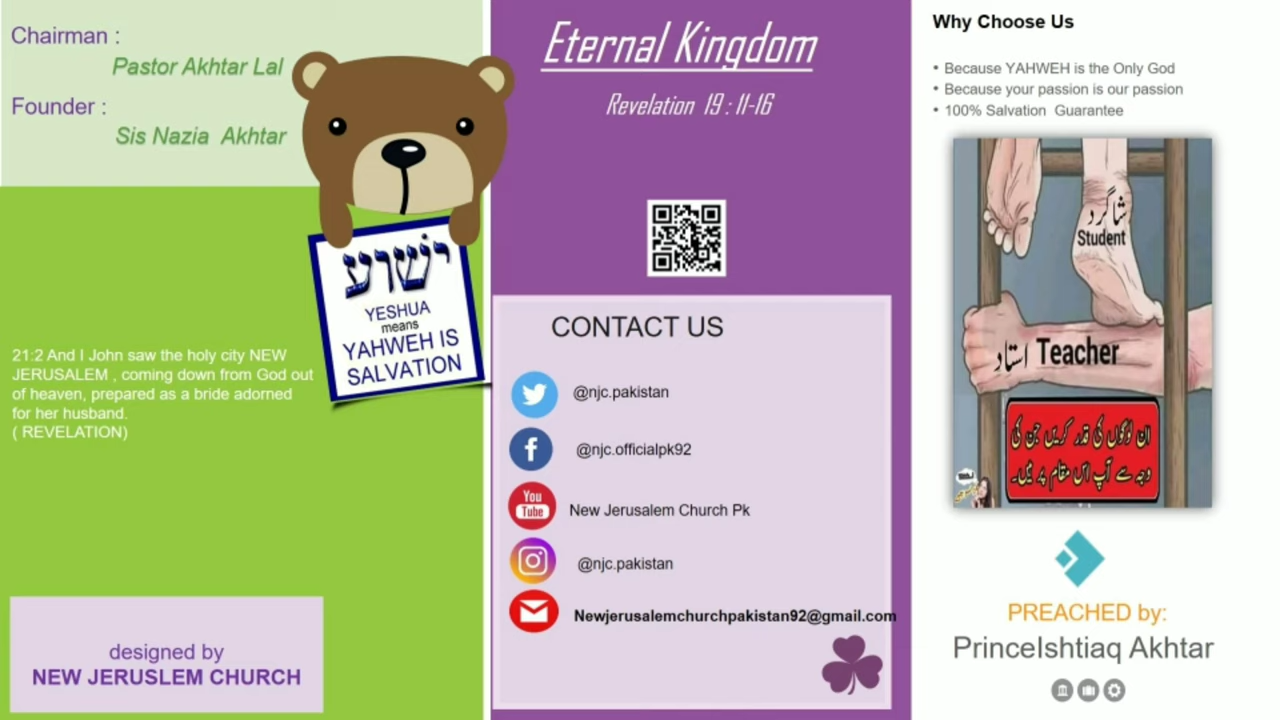 Chairman :
Pastor Akhtar Lal
Founder :
Sis Nazia Akhtar
ישׁוע
YESHUA
means
YAHWEH IS
SALVATION
21:2 And I John saw the holy city NEW
JERUSALEM , coming down from God out
of heaven, prepared as a bride adorned
for her husband.
( REVELATION)
designed by
NEW JERUSLEM CHURCH
Eternal Kingdom
Revelation 19 : 11-16
CONTACT US
@njc.pakistan
@njc.officialpk92
You
Tube
New Jerusalem Church Pk
@njc.pakistan
Newjerusalemchurchpakistan92@gmail.com
Why Choose Us
• Because YAHWEH is the Only God
• Because your passion is our passion
• 100% Salvation Guarantee
شاگرد
Student
استاد Teacher
ان لوگوں کی قدر کریں جن کی
وجہ سے آپ اس مقام پر ہیں۔
PREACHED by:
PrinceIshtiaq Akhtar